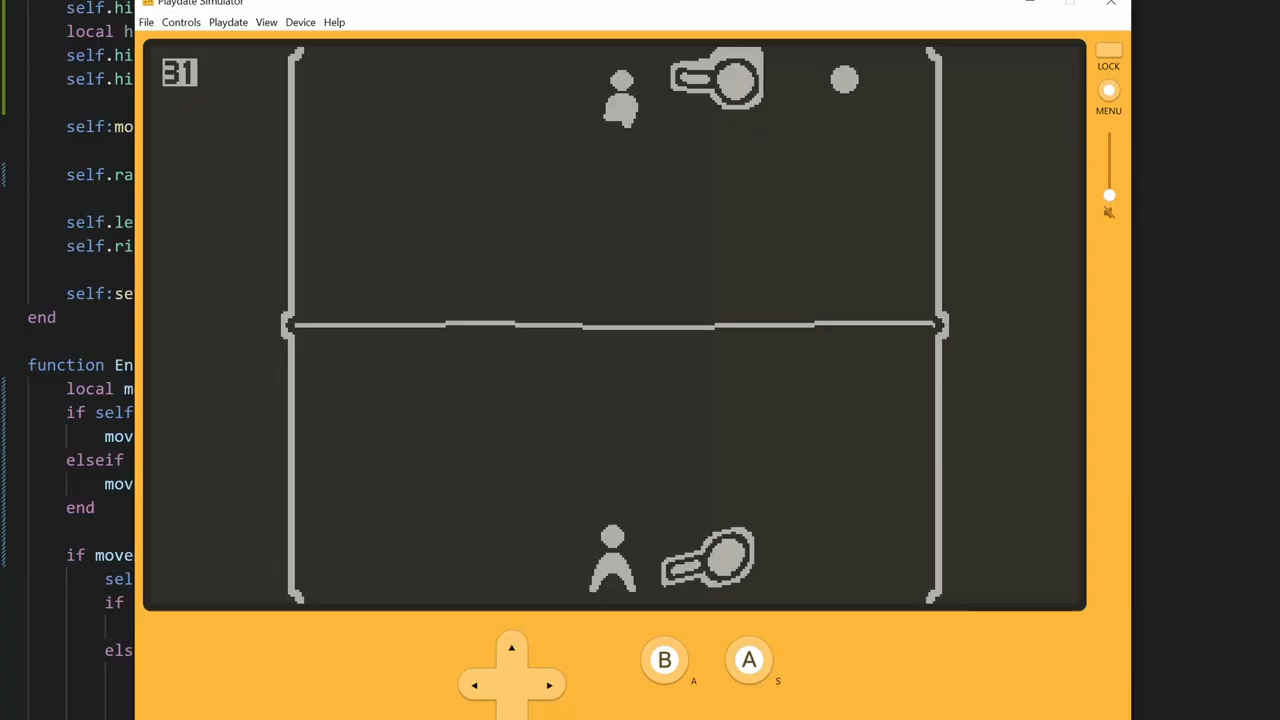 Playdate Simulator
File Controls Playdate View Device Help
self.hi
local h
self.hi
self.hi
self:mo
self.ra
self.le
self.ri
self:se
end
function En
local m
if self
mov
elseif
mov
end
if move
sel
if
els
31
LOCK
MENU
B
A
A
S